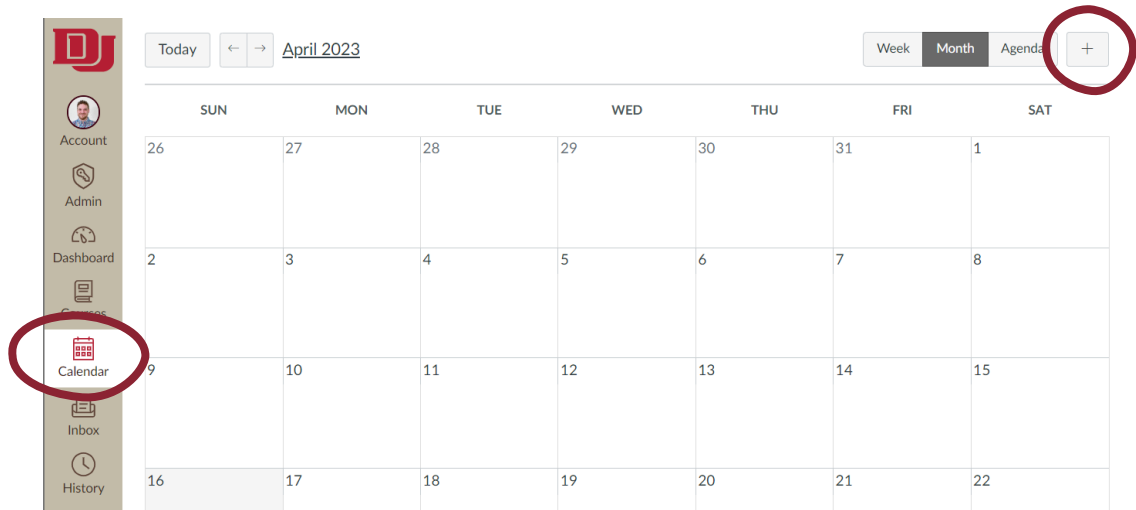 DJ
Today ← → April 2023 Week Month Agenda +
SUN MON TUE WED THU FRI SAT
Account
Admin
Dashboard
Courses
Calendar
Inbox
History
26 27 28 29 30 31 1
2 3 4 5 6 7 8
9 10 11 12 13 14 15
16 17 18 19 20 21 22